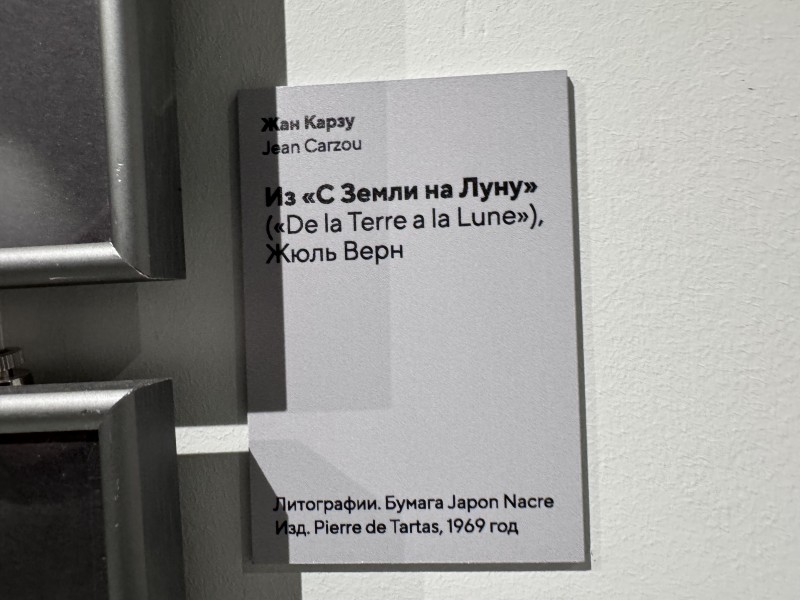 Жан Карзу
Jean Carzou
Из «С Земли на Луну»
(«De la Terre a la Lune»),
Жюль Верн
Литографии. Бумага Japon Nacre
Изд. Pierre de Tartas, 1969 год